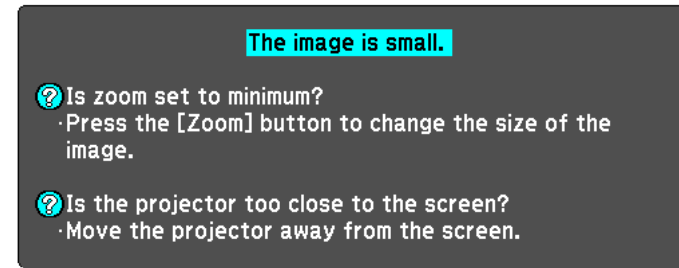 The image is small.
? Is zoom set to minimum?
·Press the [Zoom] button to change the size of the
image.
? Is the projector too close to the screen?
·Move the projector away from the screen.